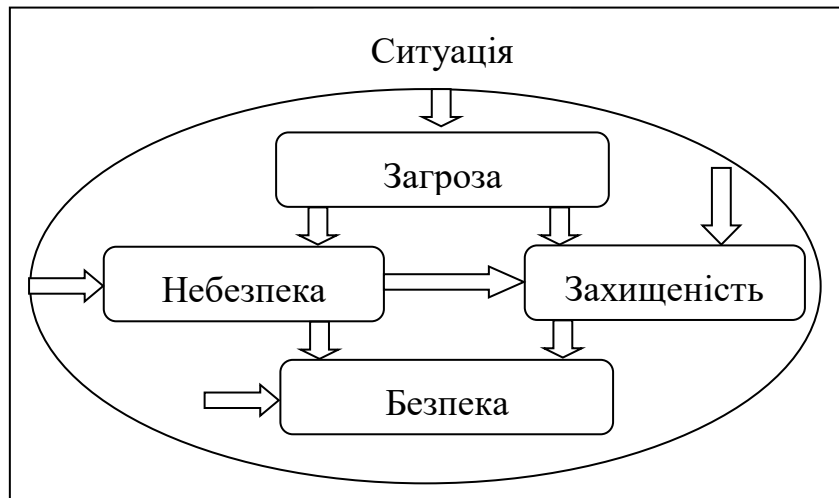 Ситуація
Загроза
Небезпека
Захищеність
Безпека